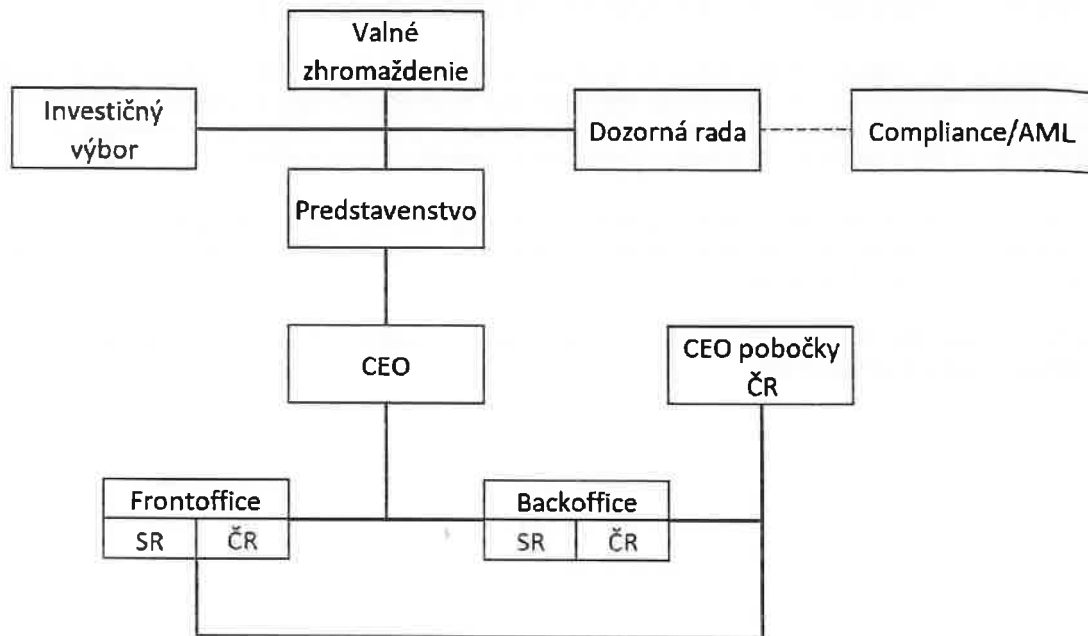 Valné
zhromaždenie
Investičný
výbor
Dozorná rada
Compliance/AML
Predstavenstvo
CEO
CEO pobočky
ČR
Frontoffice
SR
ČR
Backoffice
SR
ČR